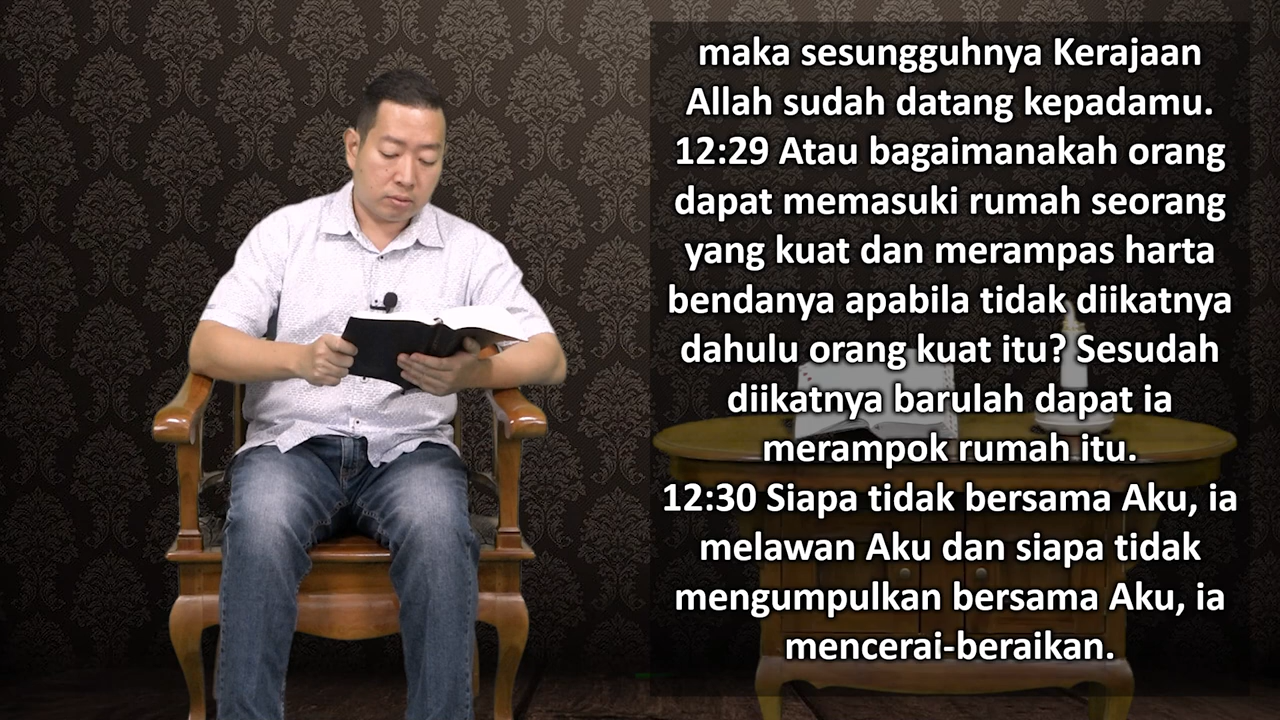 maka sesungguhnya Kerajaan
Allah sudah datang kepadamu.
12:29 Atau bagaimanakah orang
dapat memasuki rumah seorang
yang kuat dan merampas harta
bendanya apabila tidak diikatnya
dahulu orang kuat itu? Sesudah
diikatnya barulah dapat ia
merampok rumah itu.
12:30 Siapa tidak bersama Aku, ia
melawan Aku dan siapa tidak
mengumpulkan bersama Aku, ia
mencerai-beraikan.